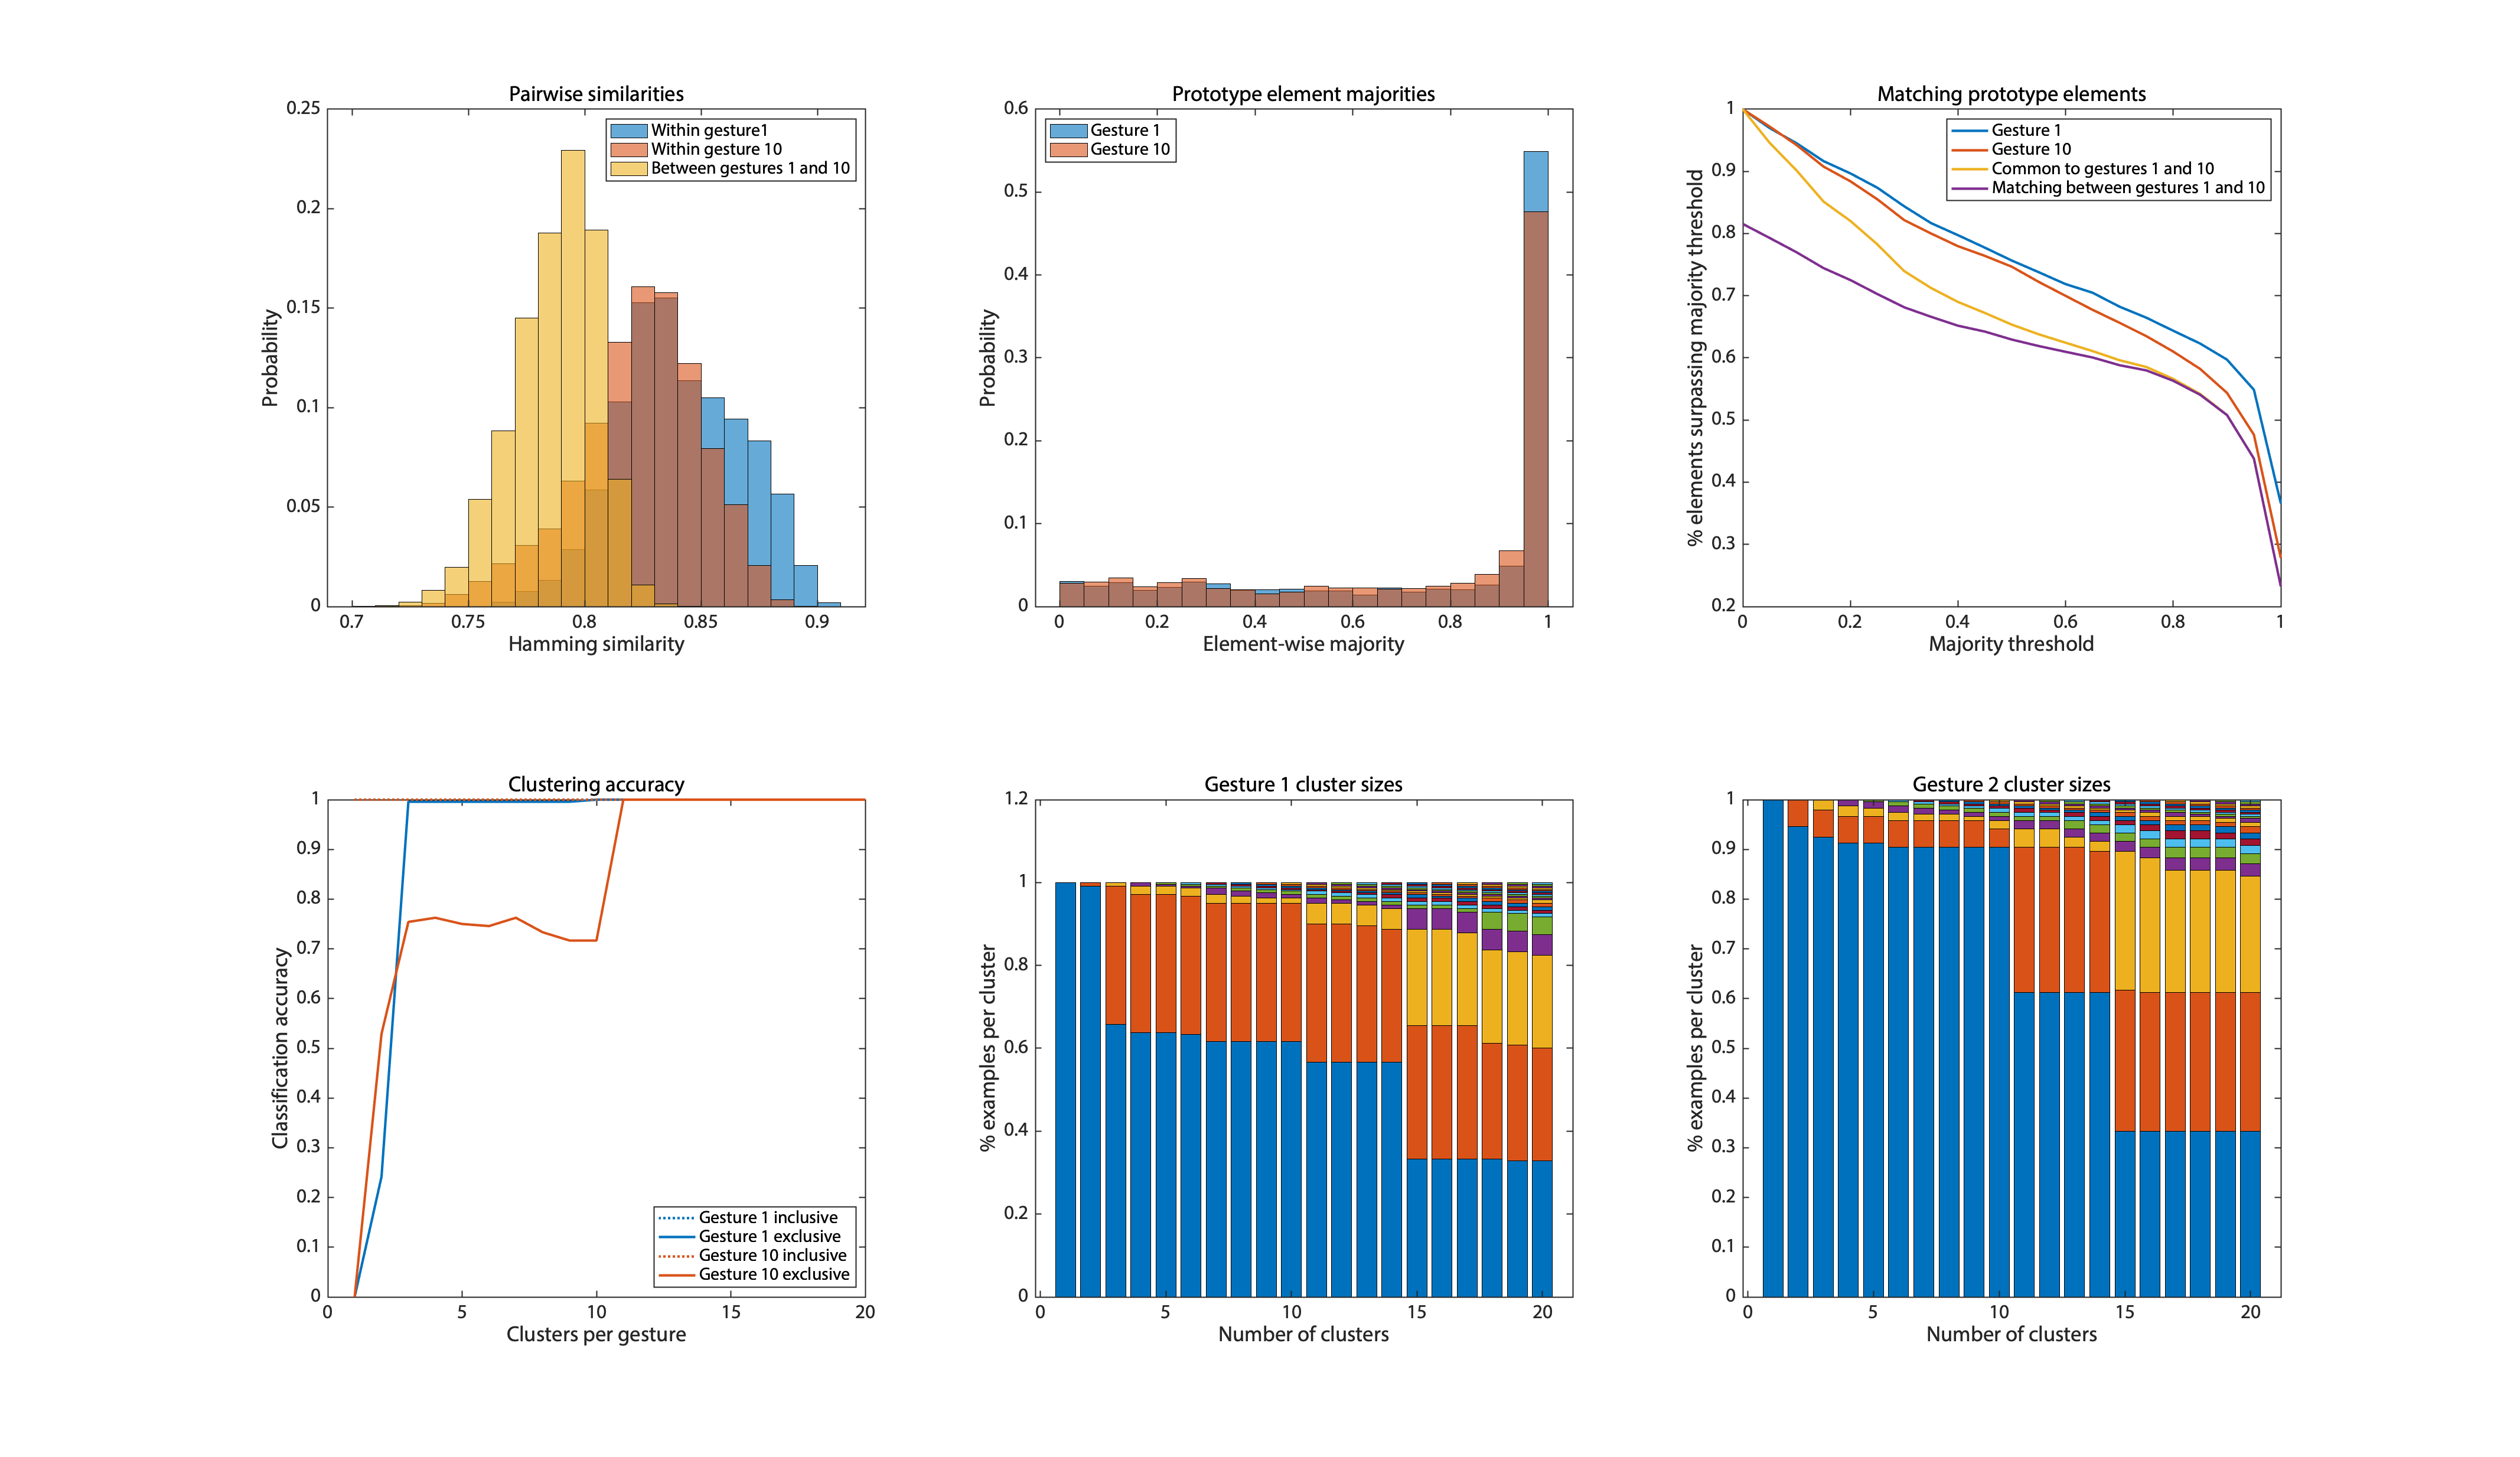 Pairwise similarities
0.25
0.2
0.15
0.1
0.05
0
Probability
Within gesture1
Within gesture 10
Between gestures 1 and 10
0.7 0.75 0.8 0.85 0.9
Hamming similarity
Prototype element majorities
0.6
0.5
0.4
0.3
0.2
0.1
0
Probability
Gesture 1
Gesture 10
0 0.2 0.4 0.6 0.8 1
Element-wise majority
Matching prototype elements
1
0.9
0.8
0.7
0.6
0.5
0.4
0.3
0.2
% elements surpassing majority threshold
Gesture 1
Gesture 10
Common to gestures 1 and 10
Matching between gestures 1 and 10
0 0.2 0.4 0.6 0.8 1
Majority threshold
Clustering accuracy
1
0.9
0.8
0.7
0.6
0.5
0.4
0.3
0.2
0.1
0
Classification accuracy
Gesture 1 inclusive
Gesture 1 exclusive
Gesture 10 inclusive
Gesture 10 exclusive
0 5 10 15 20
Clusters per gesture
Gesture 1 cluster sizes
1.2
1
0.8
0.6
0.4
0.2
0
% examples per cluster
0 5 10 15 20
Number of clusters
Gesture 2 cluster sizes
1
0.9
0.8
0.7
0.6
0.5
0.4
0.3
0.2
0.1
0
% examples per cluster
0 5 10 15 20
Number of clusters